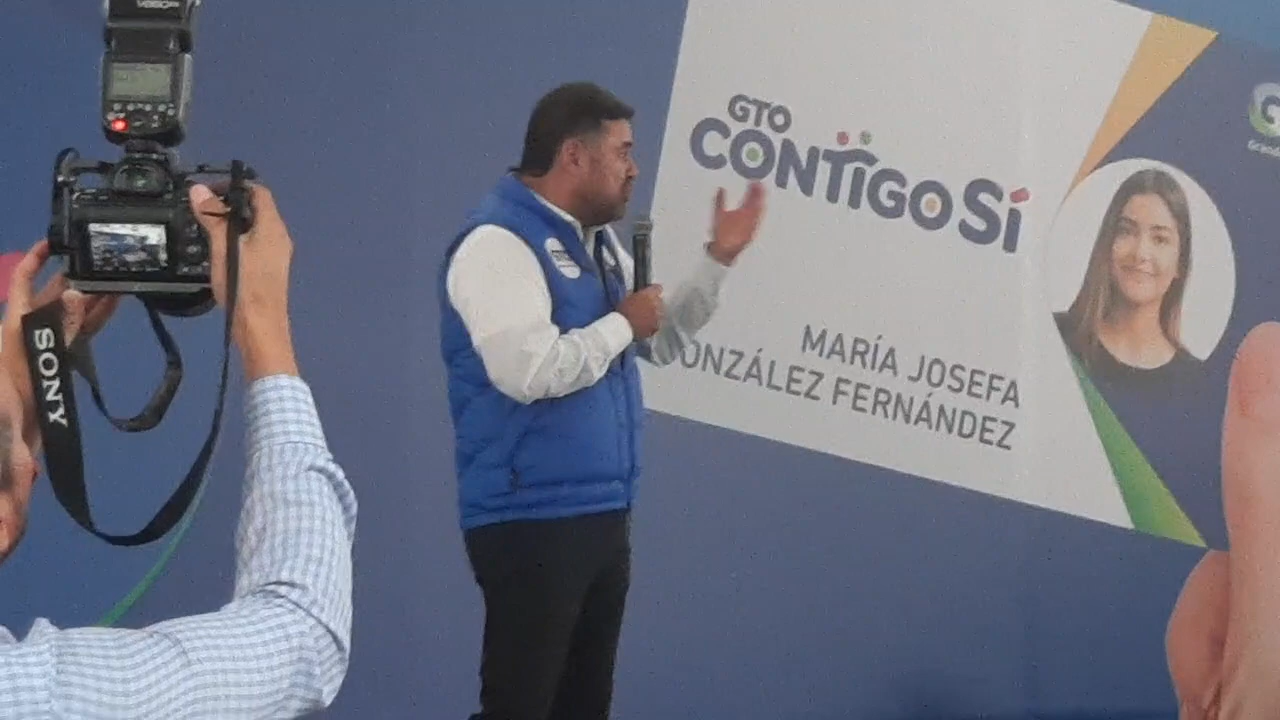 GTO
CONTIGO SÍ
MARÍA JOSEFA
GONZÁLEZ FERNÁNDEZ
SONY